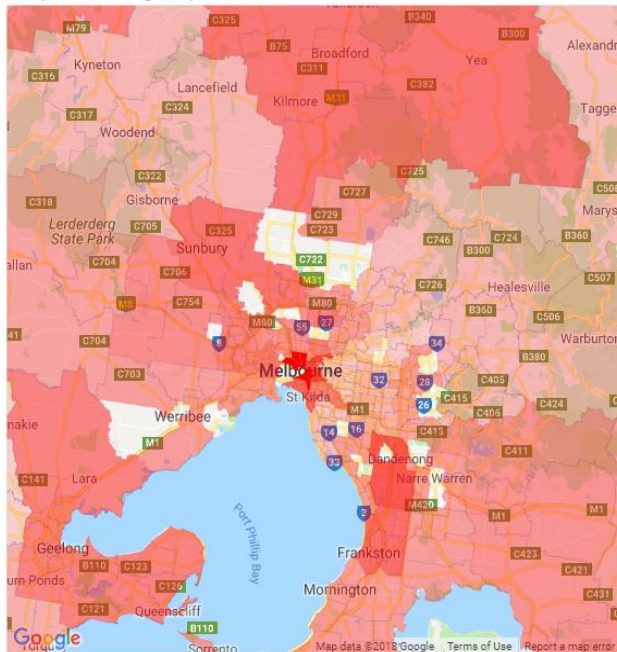 C325
B340
M79
B75
Broadford
B300
Alexandr
Kyneton
C316
C311
Yea
Lancefield
C382
C324
Kilmore
M31
C317
Tagge
Woodend
C322
C725
C508
Gisborne
C727
Marys
C318
C729
C705
C325
C723
B360
Lerderderg
State Park
C746
C724
Sunbury
B300
C704
C722
C507
allan
C706
M31
C726
Healesville
M8
C754
M80
B360
C506
M80
55
27
Warburton
8
34
41
C704
B380
Melbourne
32
28
C405
C703
St Kilda
C415
C424
26
C406
Werribee
M1
C413
nakie
M1
14
16
C411
Dandenong
33
Narre Warren
C141
Lara
M420
M1
3
Port Phillip Bay
Geelong
Frankston
C423
B110
C123
C421
urn Ponds
C126
Mornington
C431
C121
Queenscliff
B110
Google
Torqu
Sorrento
Map data ©2018 Google
Terms of Use
Report a map error